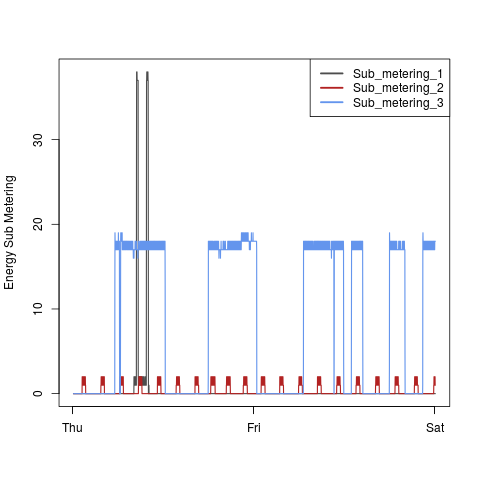 Sub_metering_1
Sub_metering_2
Sub_metering_3
Energy Sub Metering
30
20
10
0
Thu Fri Sat